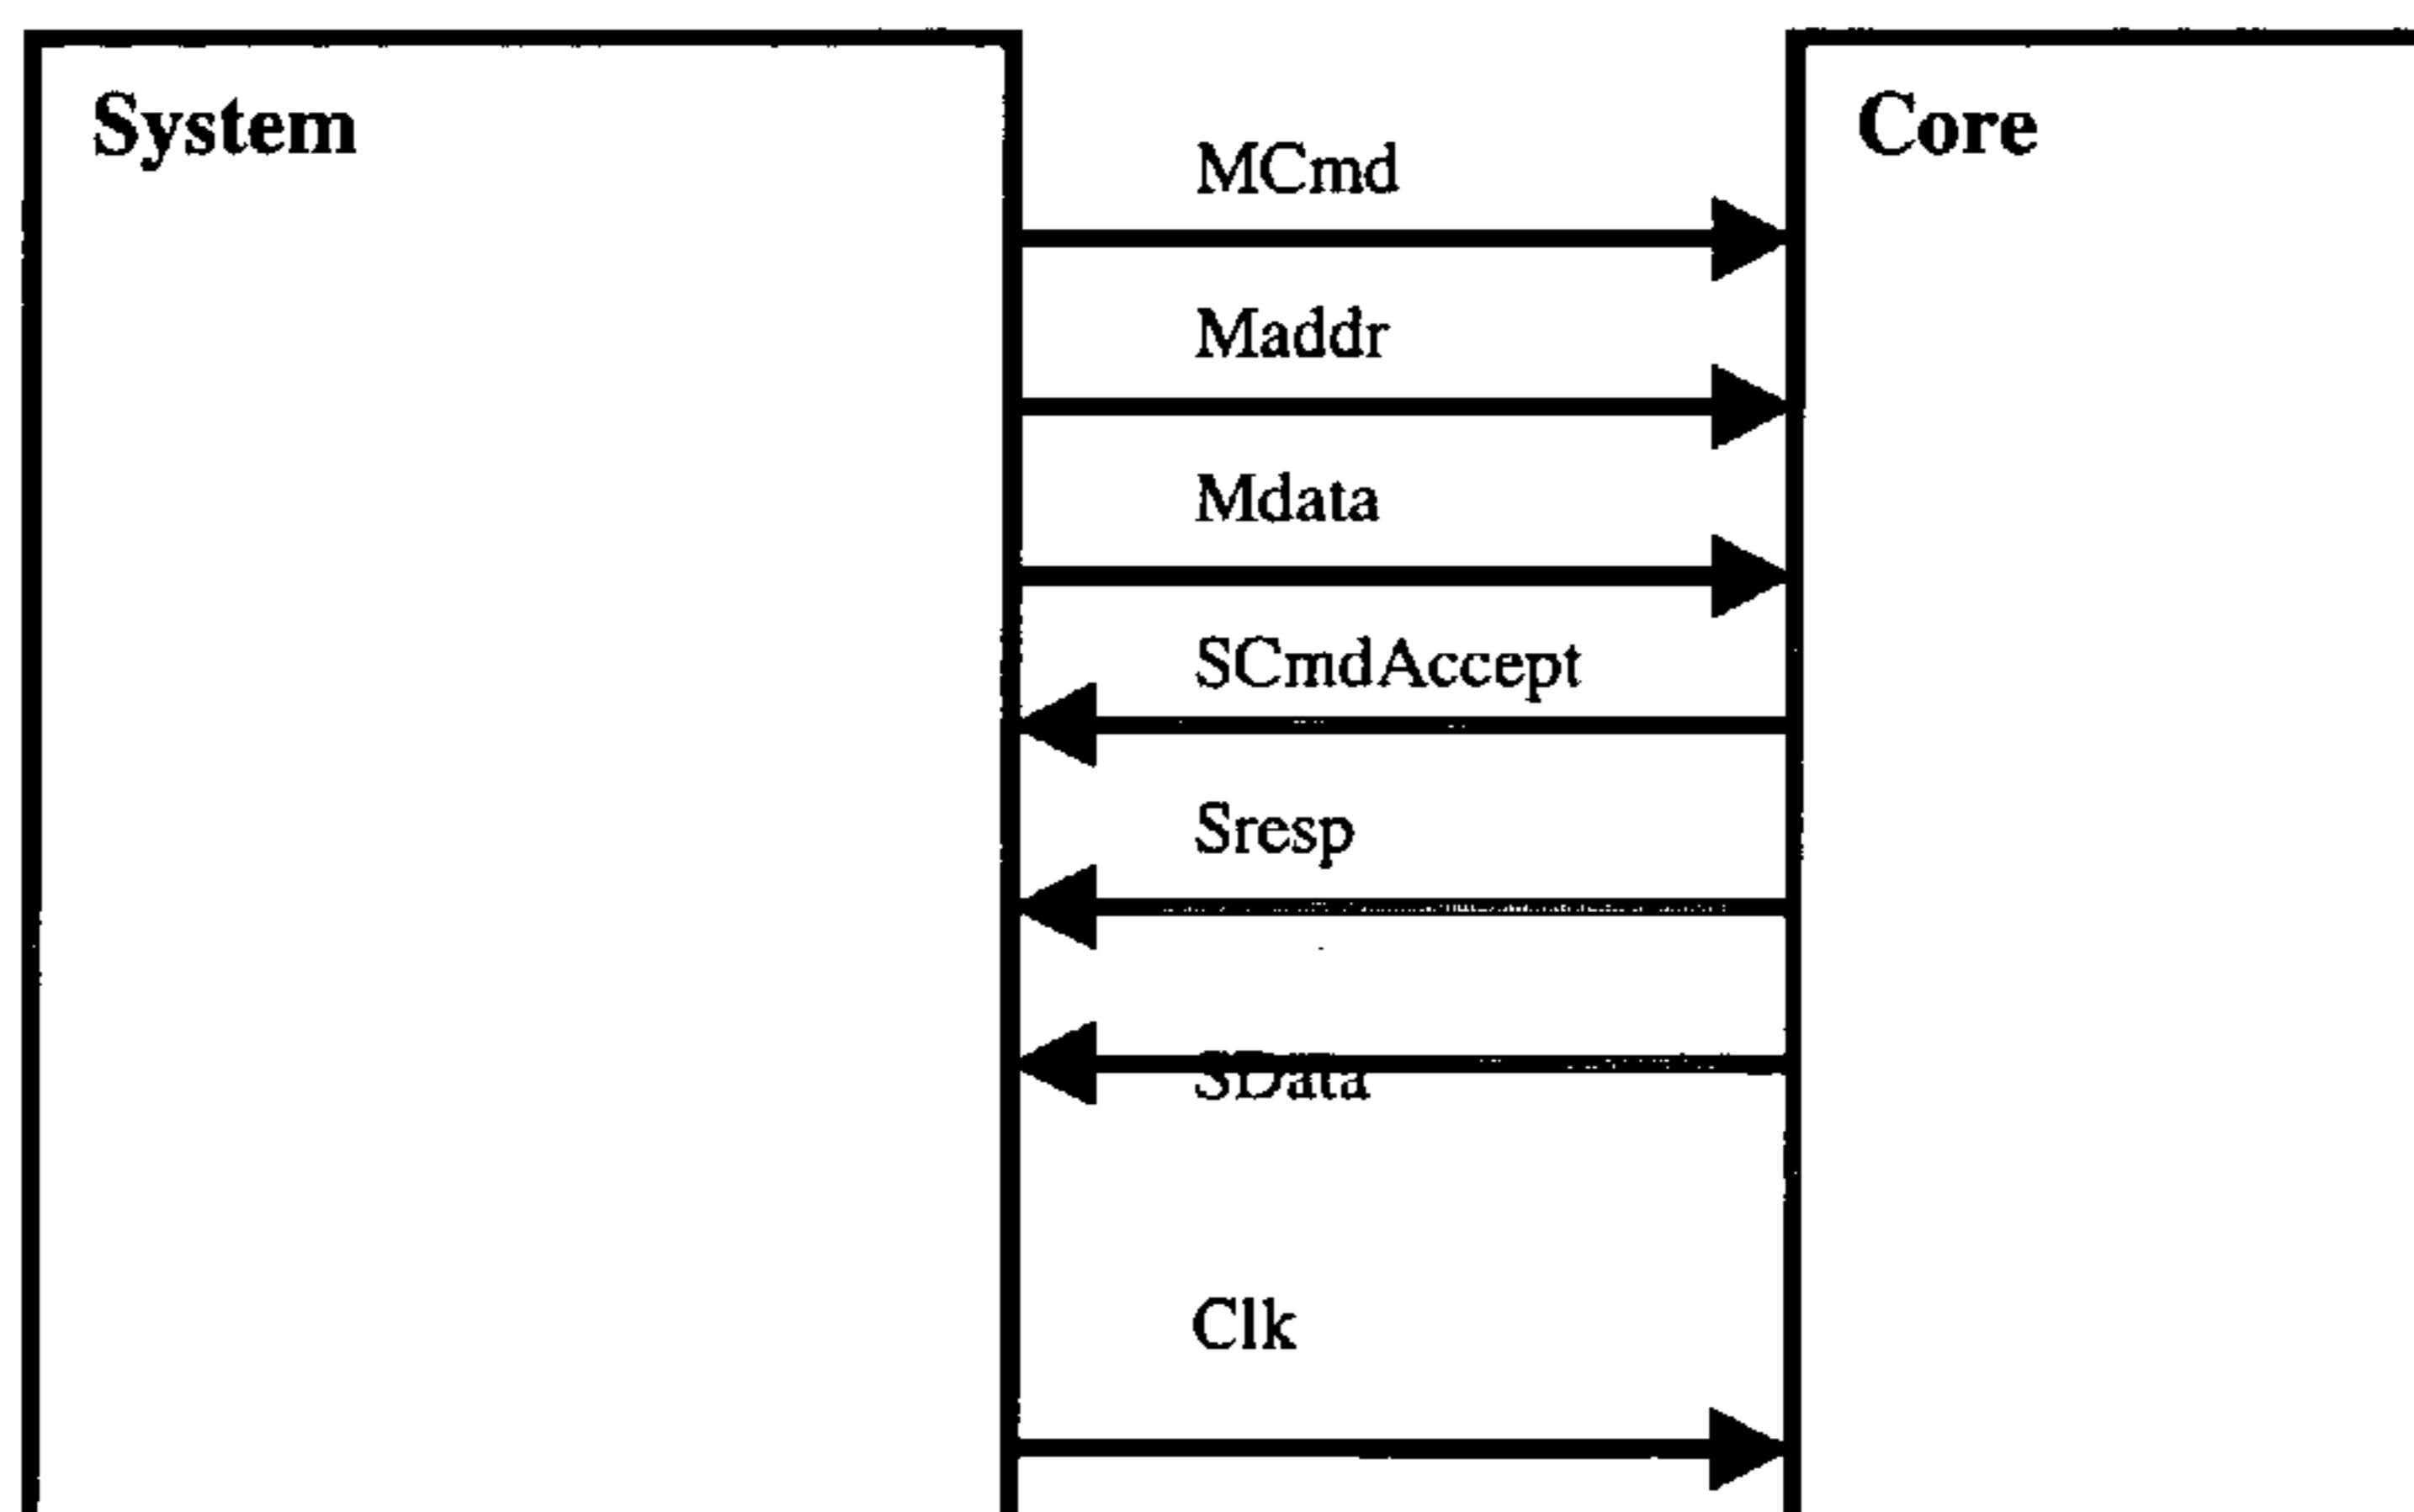 System
Core
MCmd
Maddr
Mdata
SCmdAccept
Sresp
SData
Clk